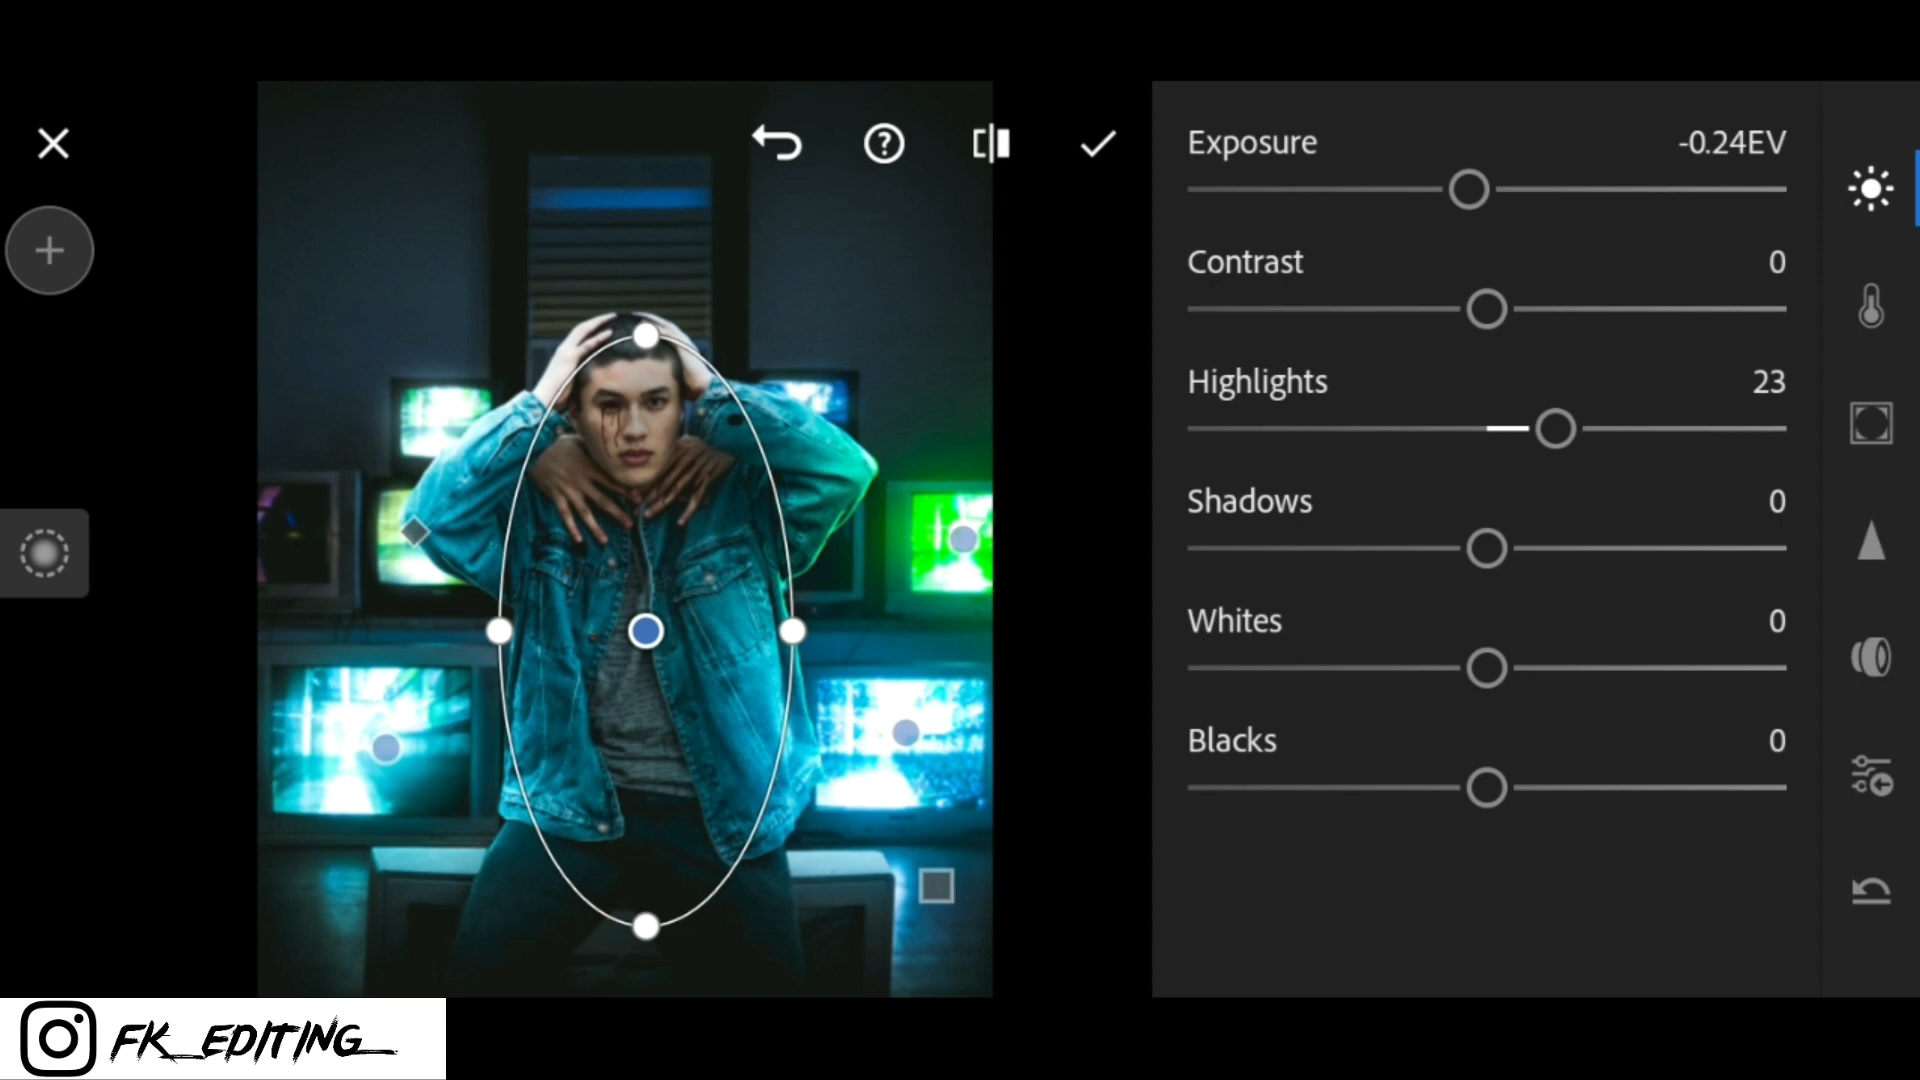 Exposure -0.24EV
Contrast 0
Highlights 23
Shadows 0
Whites 0
Blacks 0
FK_EDITING_